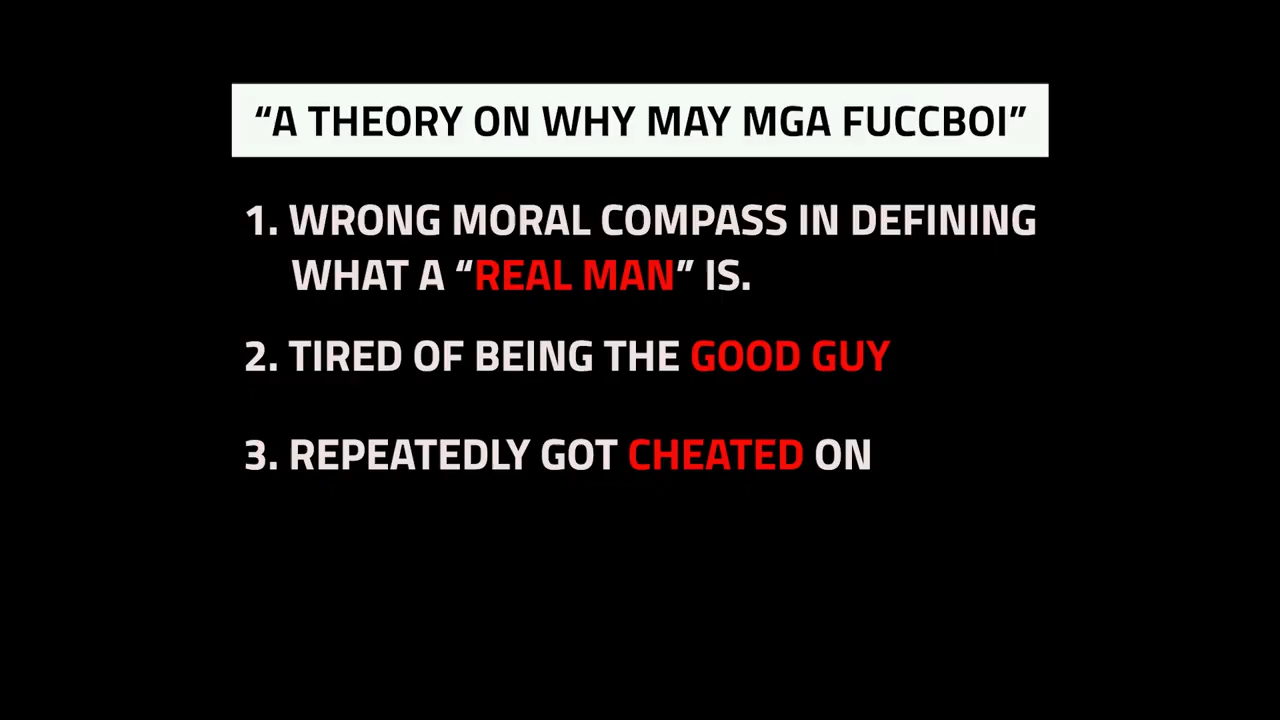 “A THEORY ON WHY MAY MGA FUCCBOI”
1. WRONG MORAL COMPASS IN DEFINING
WHAT A “REAL MAN” IS.
2. TIRED OF BEING THE GOOD GUY
3. REPEATEDLY GOT CHEATED ON